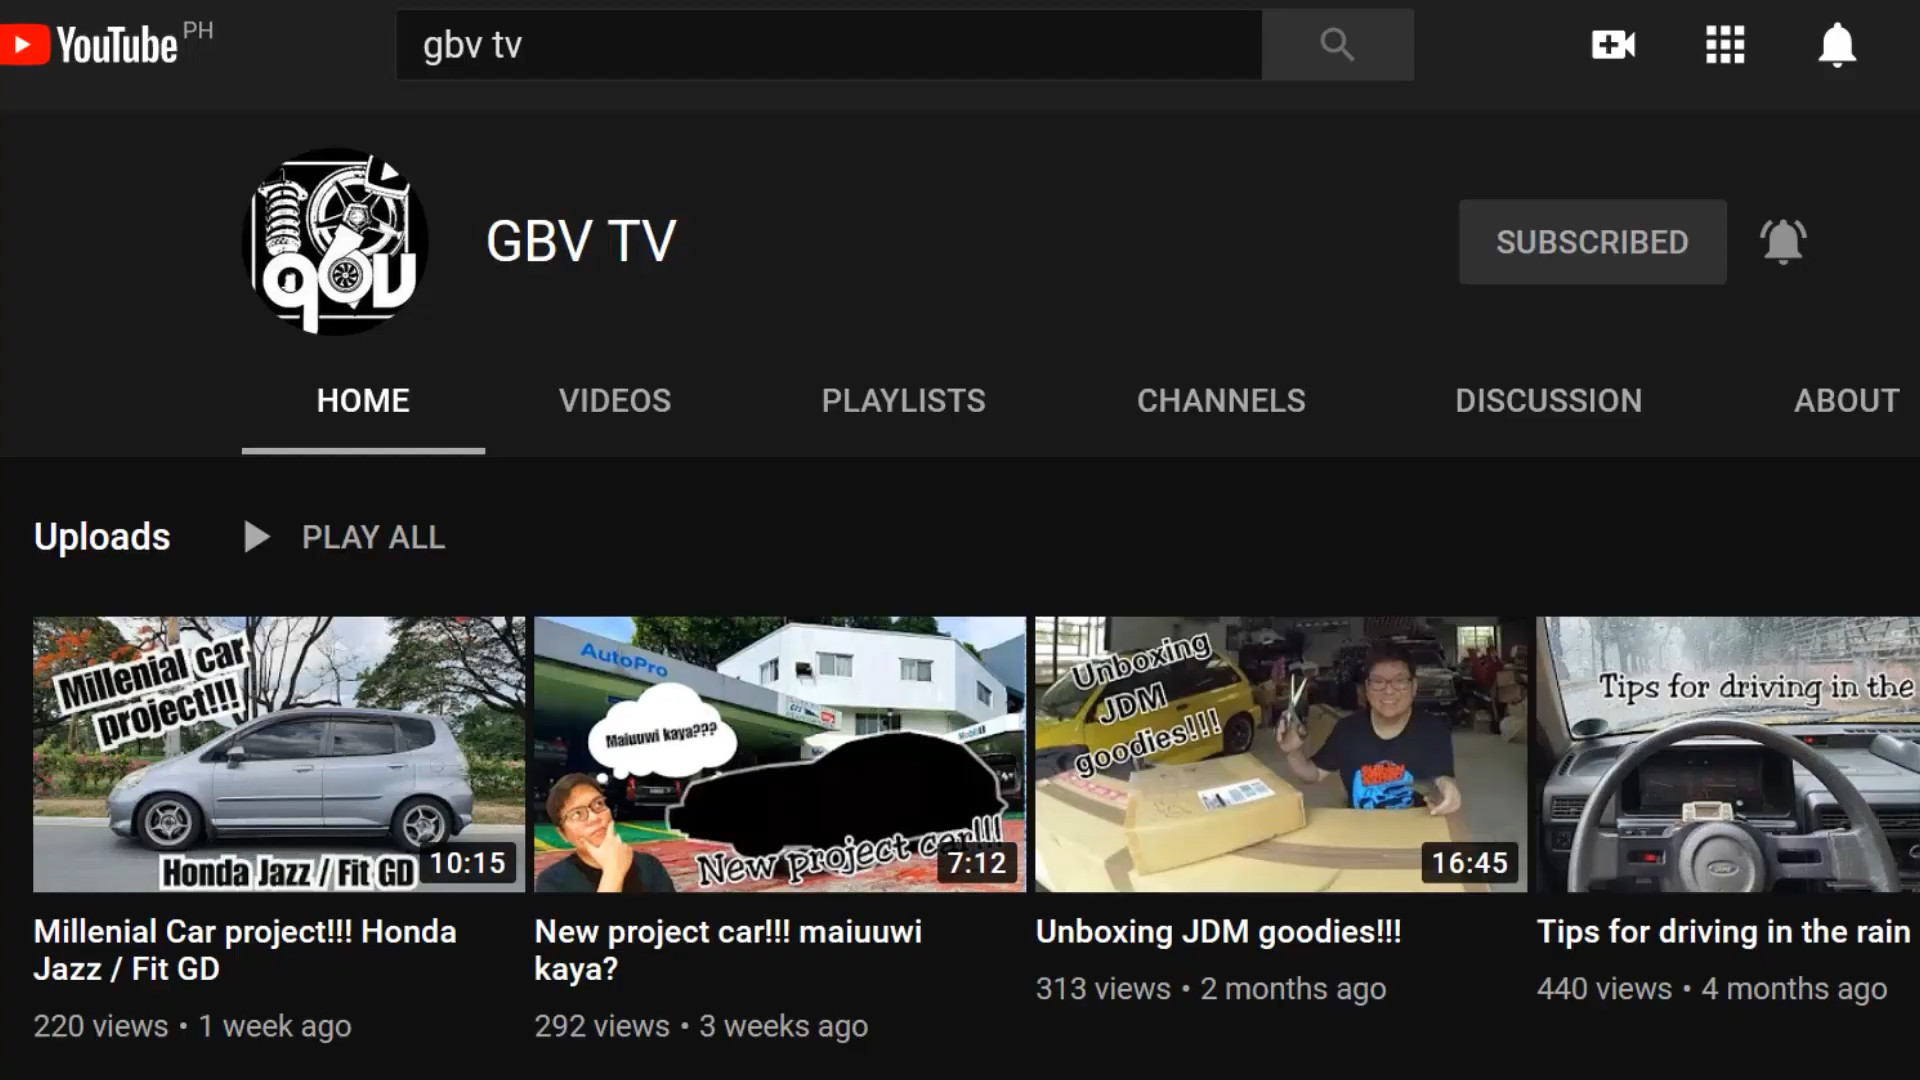 YouTube PH
gbv tv
gbv
GBV TV
SUBSCRIBED
HOME
VIDEOS
PLAYLISTS
CHANNELS
DISCUSSION
ABOUT
Uploads
PLAY ALL
Millenial car
project!!!
Honda Jazz / Fit GD
10:15
AutoPro
Maiuuwi kaya???
Mobil
New project car!!!
7:12
Unboxing
JDM
goodies!!!
16:45
Tips for driving in the
Ford
Millenial Car project!!! Honda
Jazz / Fit GD
220 views • 1 week ago
New project car!!! maiuuwi
kaya?
292 views • 3 weeks ago
Unboxing JDM goodies!!!
313 views • 2 months ago
Tips for driving in the rain
440 views • 4 months ago